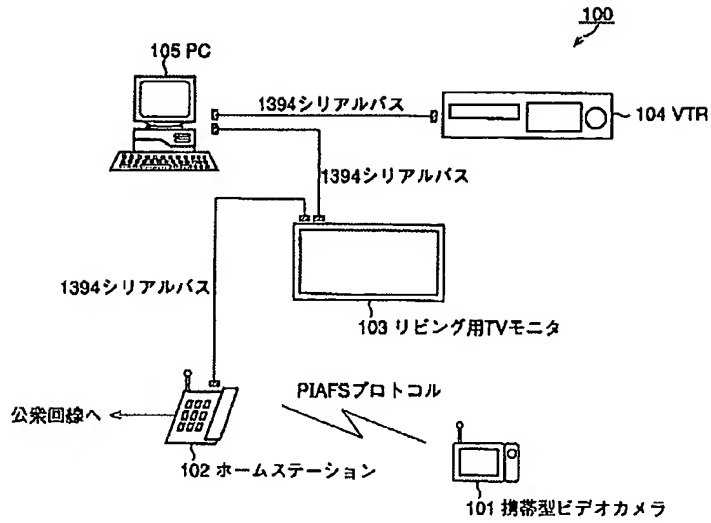 100
105 PC
1394シリアルバス
104 VTR
1394シリアルバス
1394シリアルバス
103 リビング用TVモニタ
PIAFSプロトコル
公衆回線へ
102 ホームステーション
101 携帯型ビデオカメラ